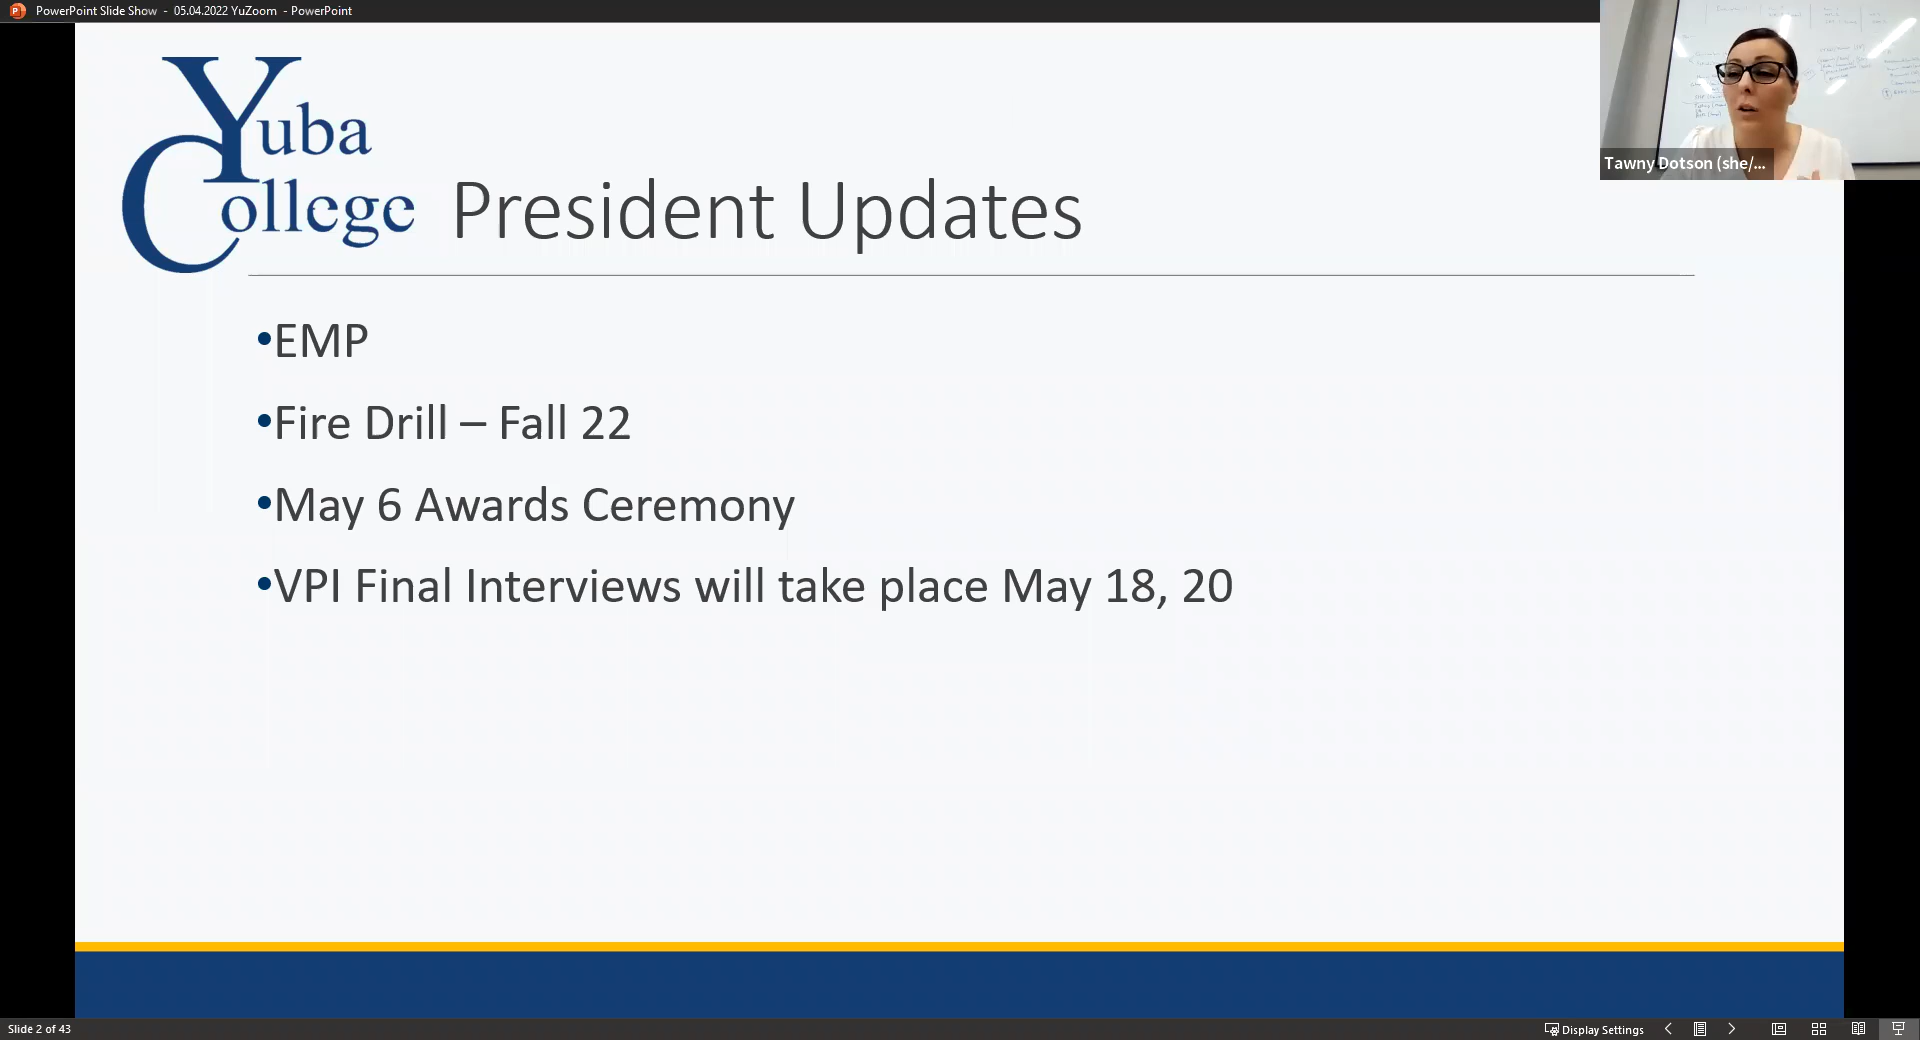 PowerPoint Slide Show - 05.04.2022 YuZoom - PowerPoint
Yuba
College
President Updates
Tawny Dotson (she/...
•EMP
•Fire Drill – Fall 22
•May 6 Awards Ceremony
•VPI Final Interviews will take place May 18, 20
Slide 2 of 43
Display Settings